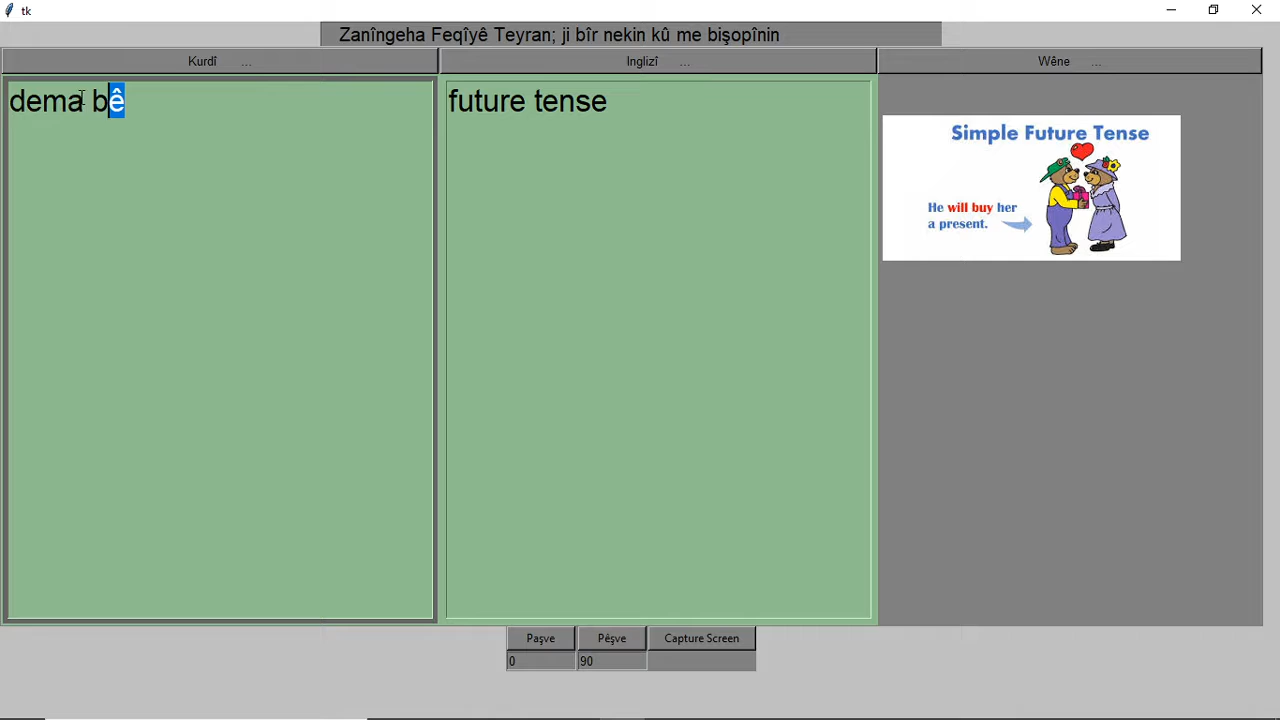 tk
Zanîngeha Feqîyê Teyran; ji bîr nekin kû me bişopînin
Kurdî ...
Inglizî ...
Wêne ...
dema bê
future tense
Simple Future Tense
He will buy her
a present.
Paşve
Pêşve
Capture Screen
0
90